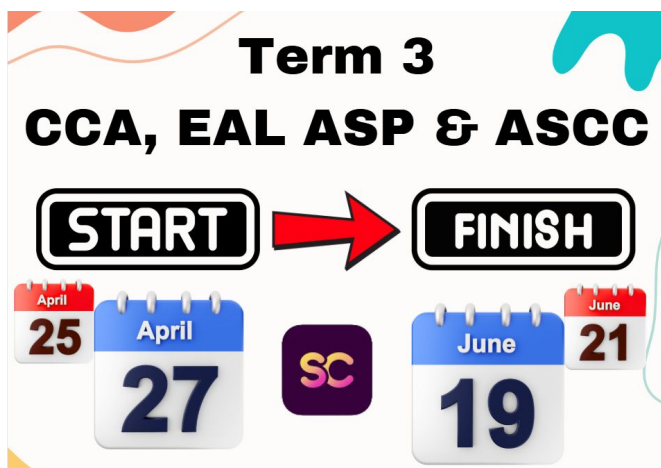 Term 3
CCA, EAL ASP & ASCC
START
FINISH
April
25
April
27
SC
June
19
June
21